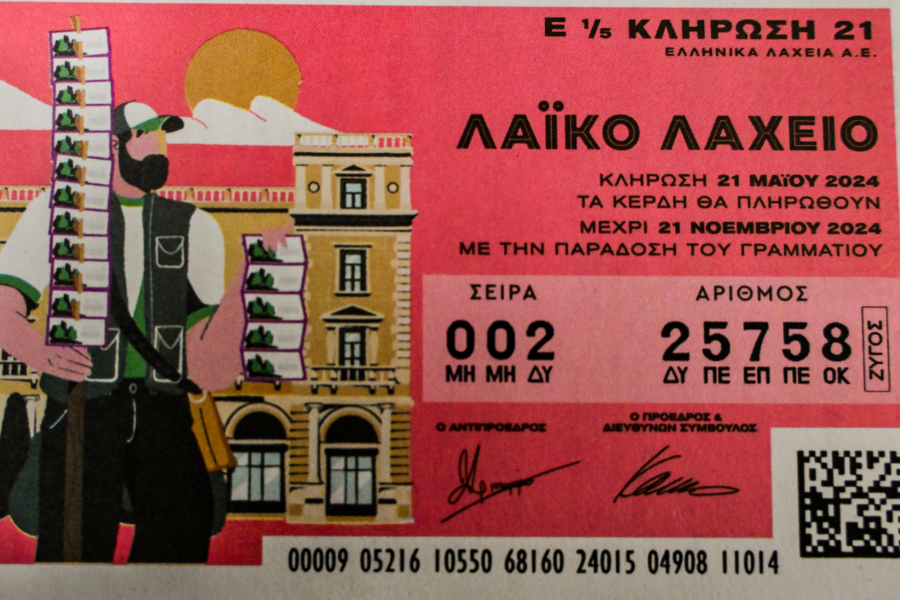 Ε 1/5 ΚΛΗΡΩΣΗ 21
ΕΛΛΗΝΙΚΑ ΛΑΧΕΙΑ Α.Ε.
ΛΑΪΚΟ ΛΑΧΕΙΟ
ΚΛΗΡΩΣΗ 21 ΜΑΪΟΥ 2024
ΤΑ ΚΕΡΔΗ ΘΑ ΠΛΗΡΩΘΟΥΝ
ΜΕΧΡΙ 21 ΝΟΕΜΒΡΙΟΥ 2024
ΜΕ ΤΗΝ ΠΑΡΑΔΟΣΗ ΤΟΥ ΓΡΑΜΜΑΤΙΟΥ
ΣΕΙΡΑ ΑΡΙΘΜΟΣ
002 25758 ΖΥΓΟΣ
ΜΗ ΜΗ ΔΥ ΔΥ ΠΕ ΕΠ ΠΕ ΟΚ
Ο ΑΝΤΙΠΡΟΕΔΡΟΣ
Ο ΠΡΟΕΔΡΟΣ &
ΔΙΕΥΘΥΝΩΝ ΣΥΜΒΟΥΛΟΣ
00009 05216 10550 68160 24015 04908 11014